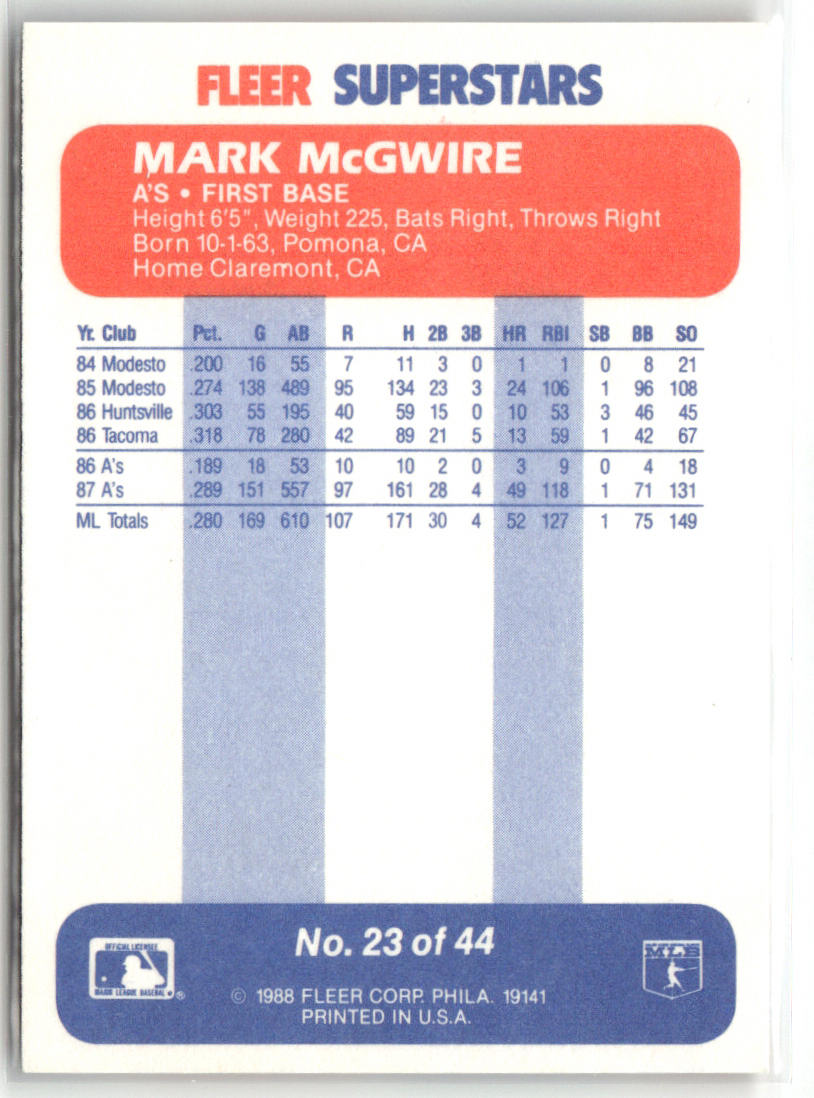 FLEER SUPERSTARS
MARK McGWIRE
A'S • FIRST BASE
Height 6'5", Weight 225, Bats Right, Throws Right
Born 10-1-63, Pomona, CA
Home Claremont, CA
Yr. Club Pct. G AB R H 2B 3B HR RBI SB BB SO
84 Modesto .200 16 55 7 11 3 0 1 1 0 8 21
85 Modesto .274 138 489 95 134 23 3 24 106 1 96 108
86 Huntsville .303 55 195 40 59 15 0 10 53 3 46 45
86 Tacoma .318 78 280 42 89 21 5 13 59 1 42 67
86 A's .189 18 53 10 10 2 0 3 9 0 4 18
87 A's .289 151 557 97 161 28 4 49 118 1 71 131
ML Totals .280 169 610 107 171 30 4 52 127 1 75 149
No. 23 of 44
OFFICIAL LICENSEE
MAJOR LEAGUE BASEBALL ®
© 1988 FLEER CORP. PHILA. 19141
PRINTED IN U.S.A.